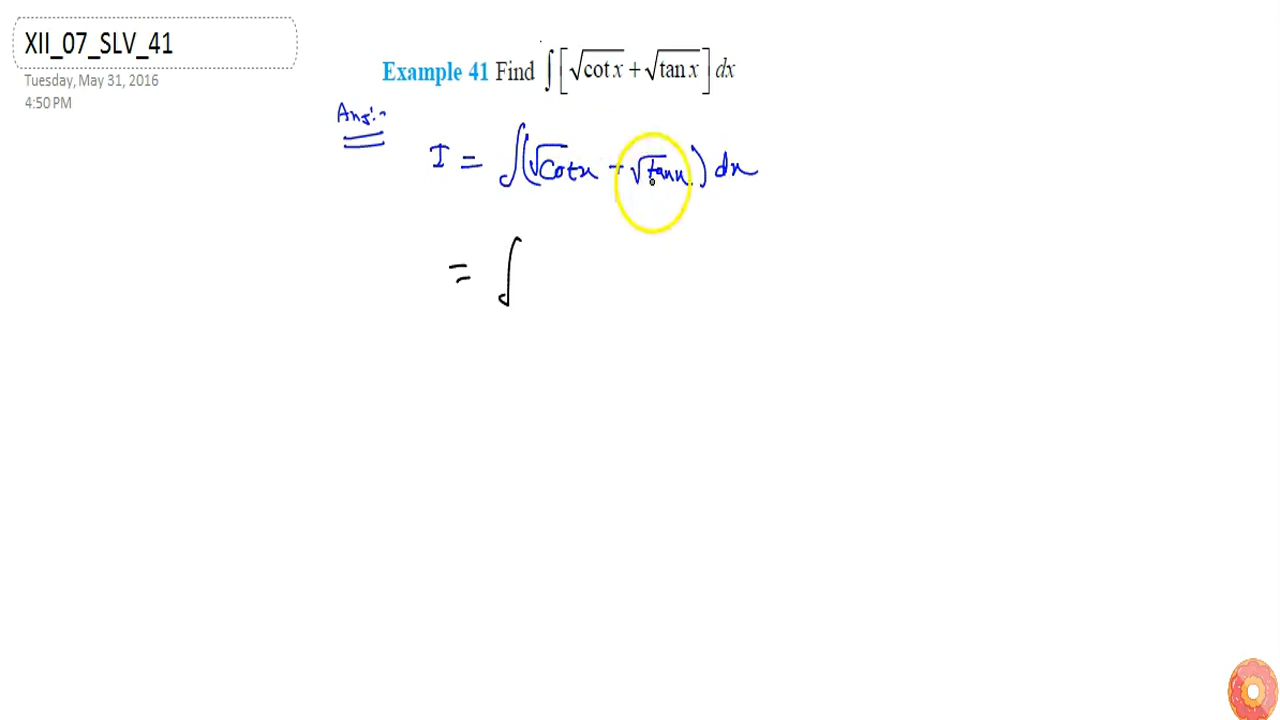 XII_07_SLV_41
Tuesday, May 31, 2016
4:50 PM
Example 41 Find ∫[√cot x + √tan x] dx
Ans:-
I = ∫(√cotx + √tanx) dx
= ∫